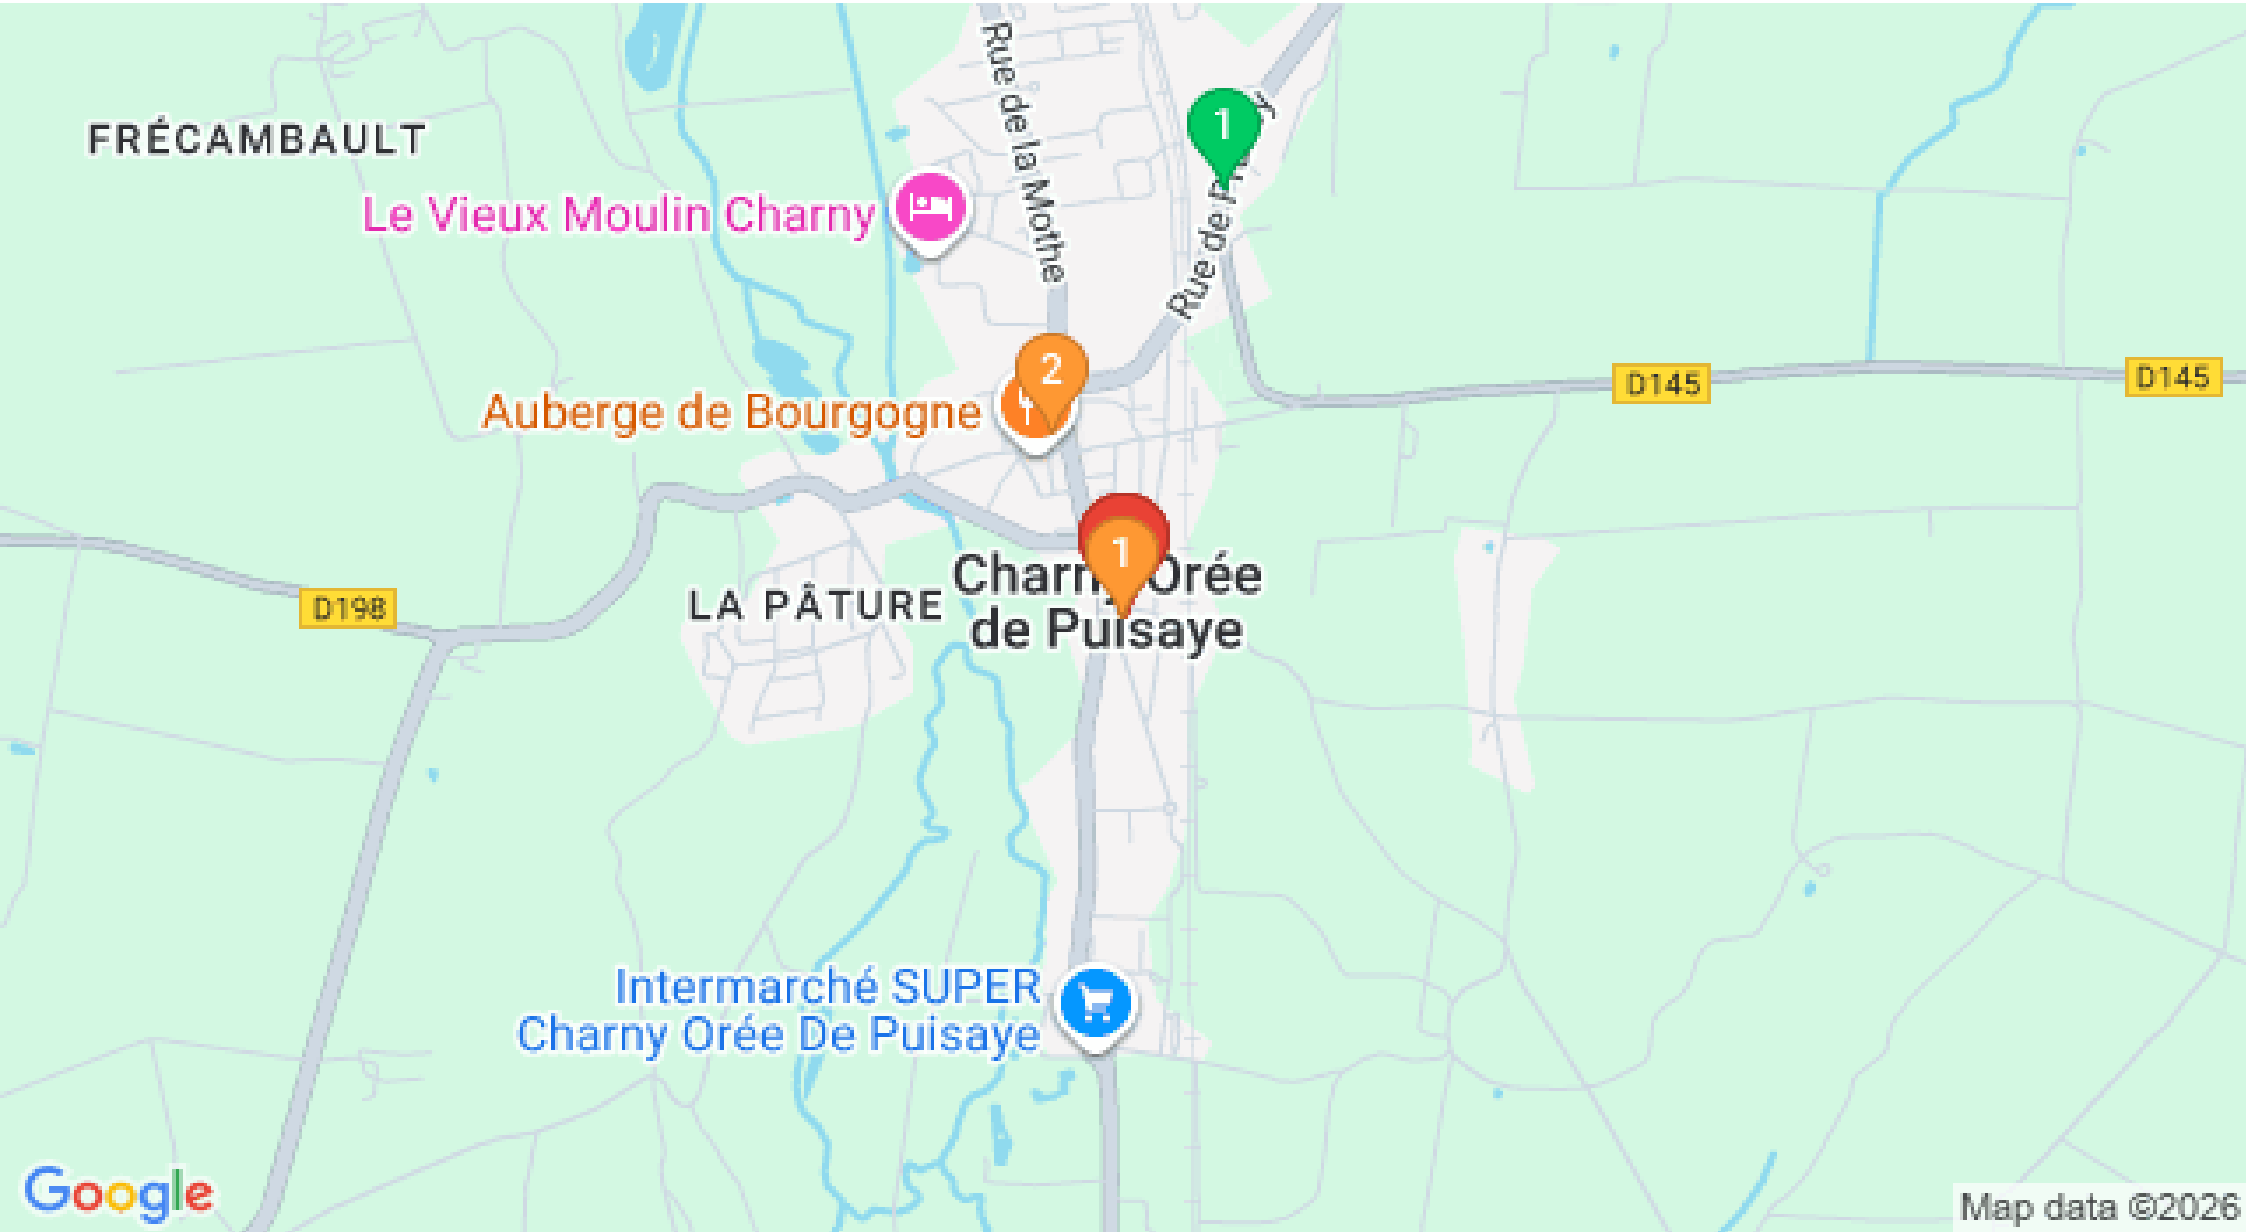 Rue de la Mothe
FRÉCAMBAULT
1
Le Vieux Moulin Charny
Rue de
2
Auberge de Bourgogne
D145
D145
1
Orée
de Puisaye
D198
LA PÂTURE
Intermarché SUPER
Charny Orée De Puisaye
Google
Map data ©2026